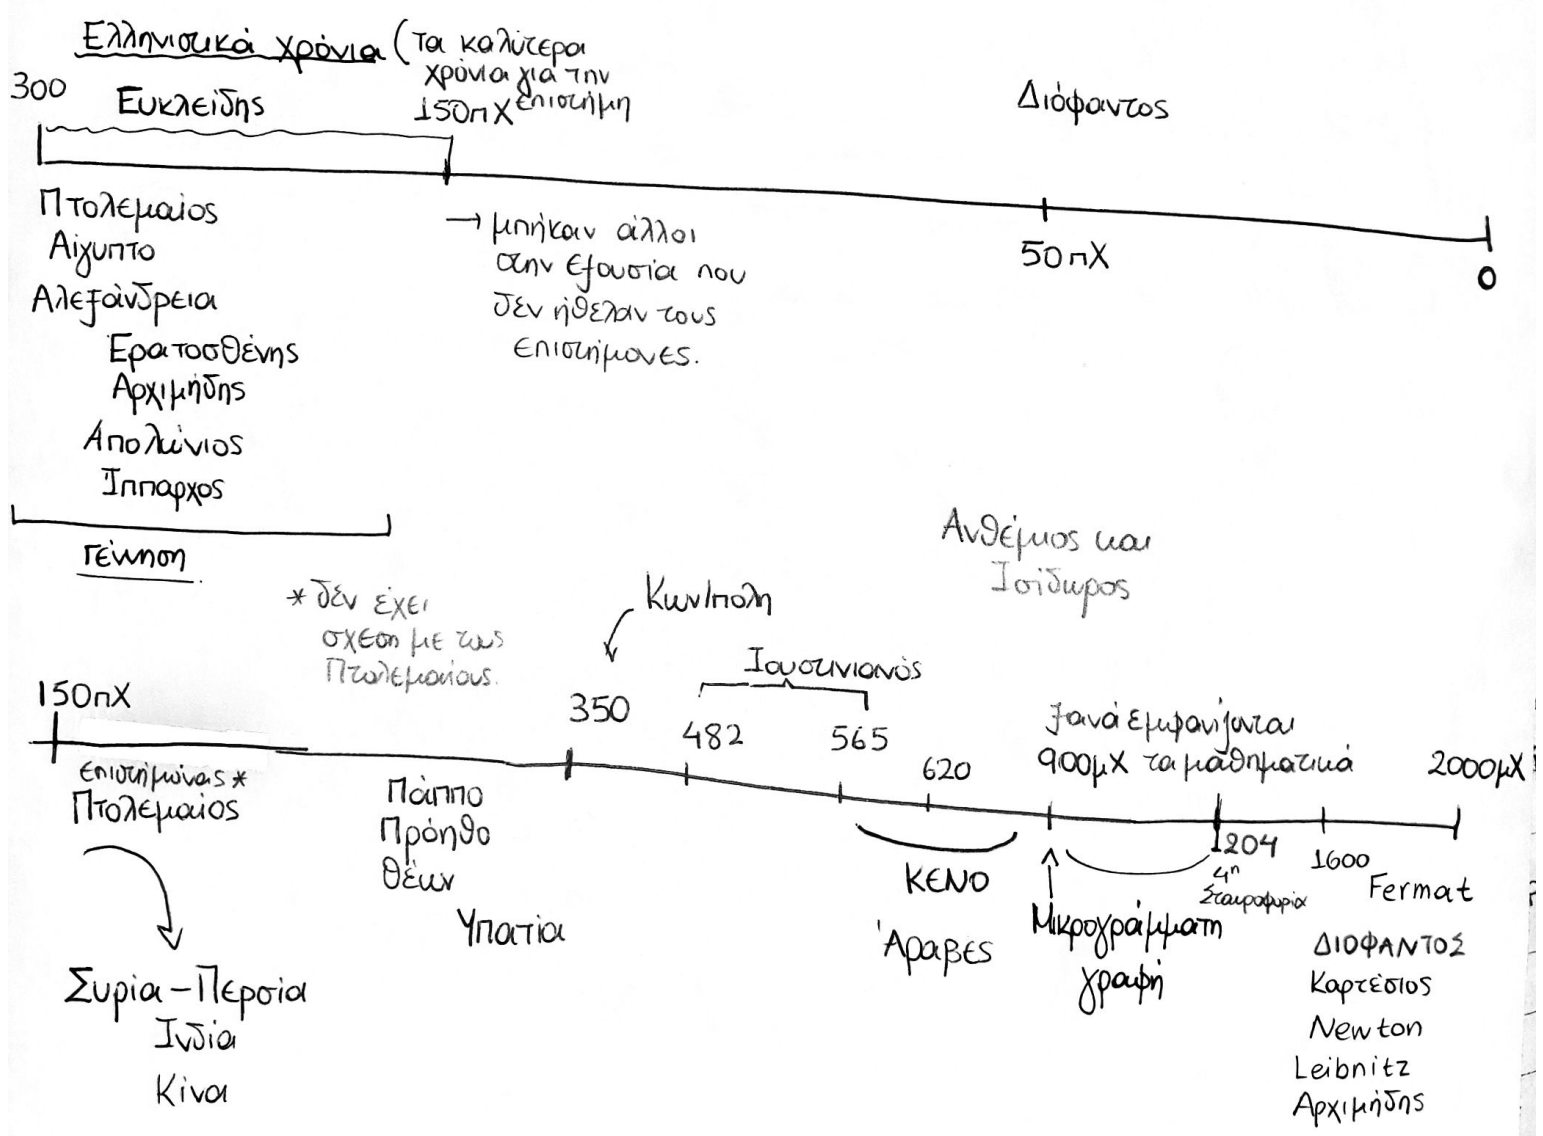 Ελληνιστικά χρόνια (τα καλύτερα
χρόνια για την
επιστήμη
300
Ευκλείδης
150πΧ
Διόφαντος
Πτολεμαίος
Αίγυπτο
Αλεξάνδρεια
Ερατοσθένης
Αρχιμήδης
Απολώνιος
Ίππαρχος
Γέννηση
→ μπήκαν άλλοι
στην εξουσία που
δεν ήθελαν τους
επιστήμονες.
50πΧ
0
* δεν έχει
σχέση με τους
Πτολεμαίους.
Κων/πολη
Ανθέμιος και
Ισίδωρος
Ιουστινιανός
150πΧ
350
482
565
620
ξανά εμφανίζονται
900μΧ τα μαθηματικά
2000μΧ
επιστήμονας *
Πτολεμαίος
Πάππο
Πρόηθο
Θέων
Υπατία
ΚΕΝΟ
Άραβες
Μικρογράμματη
γραφή
1204
4η
Σταυροφορία
1600
Fermat
ΔΙΟΦΑΝΤΟΣ
Καρτέσιος
Newton
Leibnitz
Αρχιμήδης
Συρία - Περσία
Ινδία
Κίνα